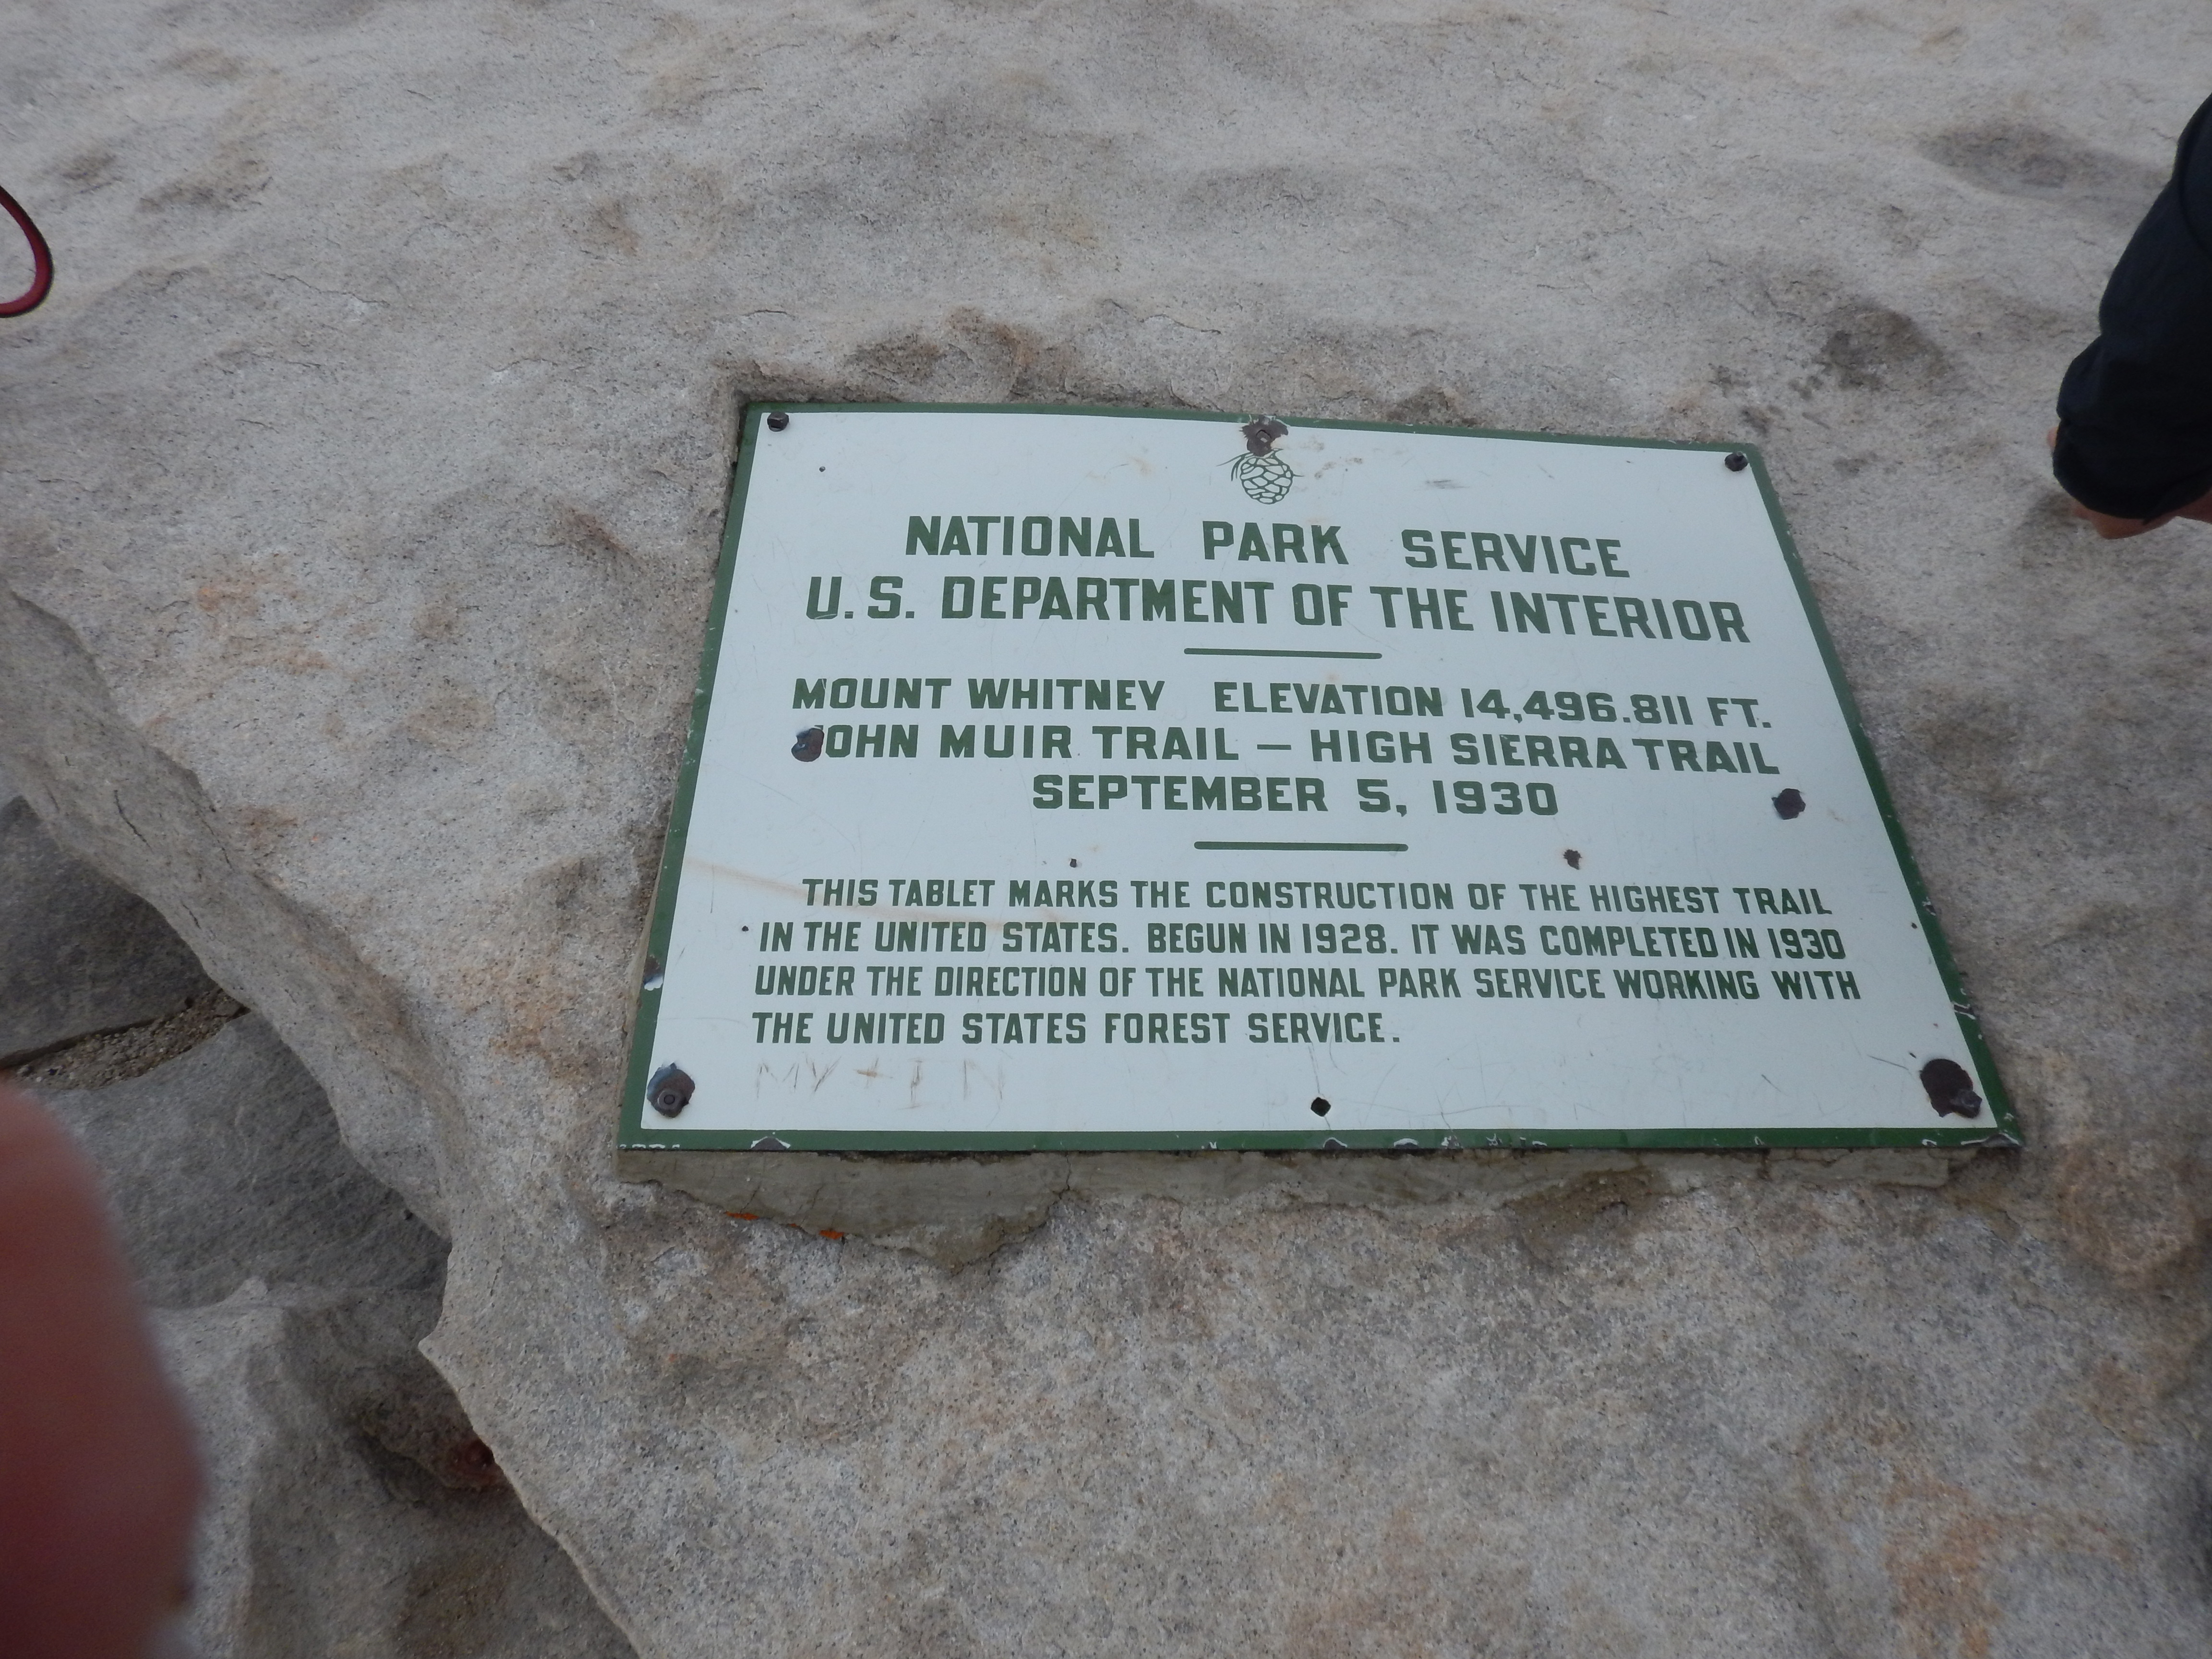 NATIONAL PARK SERVICE
U.S. DEPARTMENT OF THE INTERIOR
MOUNT WHITNEY ELEVATION 14,496.811 FT.
JOHN MUIR TRAIL — HIGH SIERRA TRAIL
SEPTEMBER 5, 1930
THIS TABLET MARKS THE CONSTRUCTION OF THE HIGHEST TRAIL
IN THE UNITED STATES. BEGUN IN 1928. IT WAS COMPLETED IN 1930
UNDER THE DIRECTION OF THE NATIONAL PARK SERVICE WORKING WITH
THE UNITED STATES FOREST SERVICE.